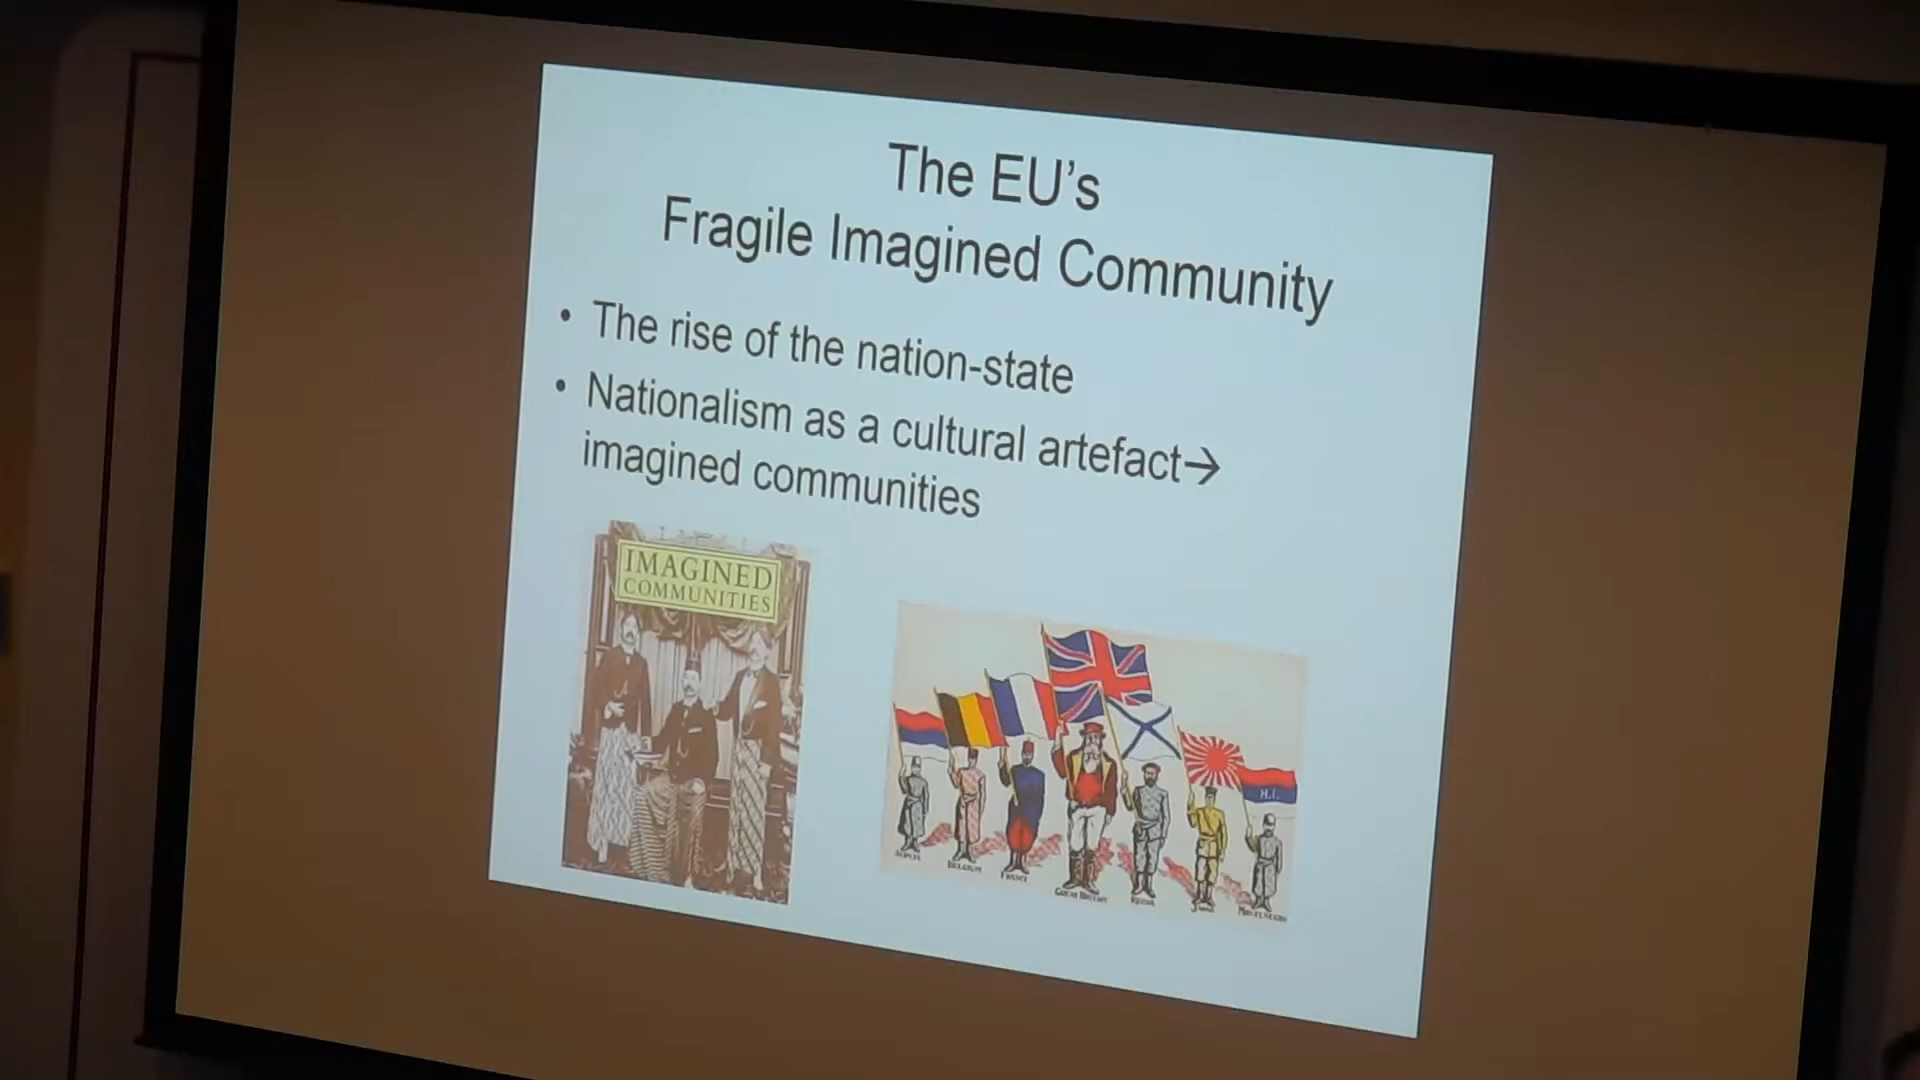 The EU's
Fragile Imagined Community
• The rise of the nation-state
• Nationalism as a cultural artefact→
imagined communities
IMAGINED
COMMUNITIES
H.I.
BELGIUM
FRANCE
GREAT BRITAIN
RUSSIA
MONTENEGRO